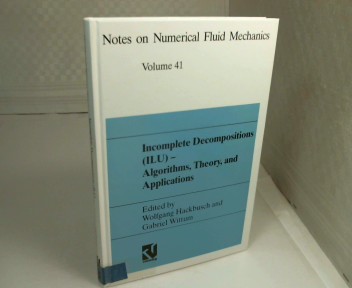 Notes on Numerical Fluid Mechanics
Volume 41
Incomplete Decompositions
(ILU) –
Algorithms, Theory, and
Applications
Edited by
Wolfgang Hackbusch and
Gabriel Wittum